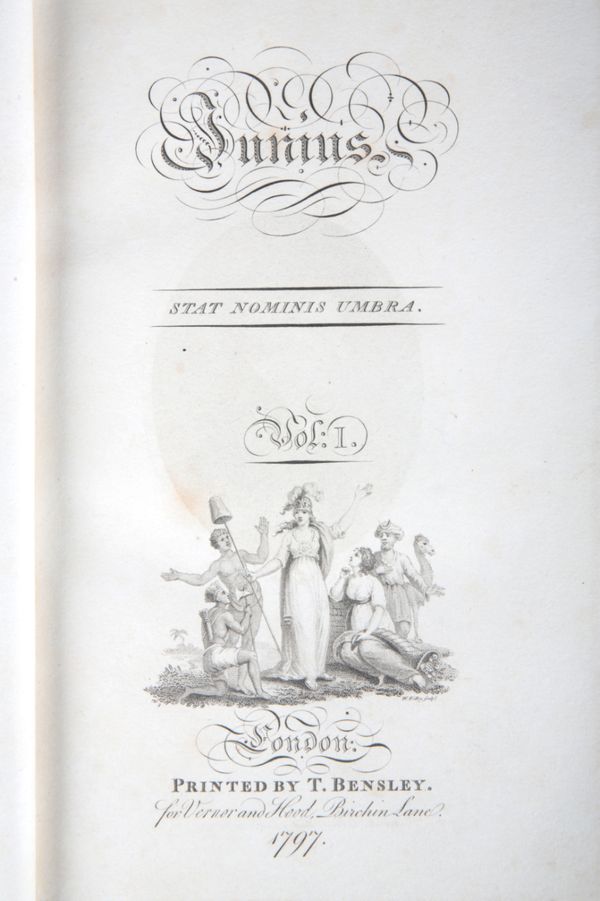 Junius.
STAT NOMINIS UMBRA.
Vol: I.
London:
PRINTED BY T. BENSLEY.
for Vernor and Hood, Birchin Lane.
1797.